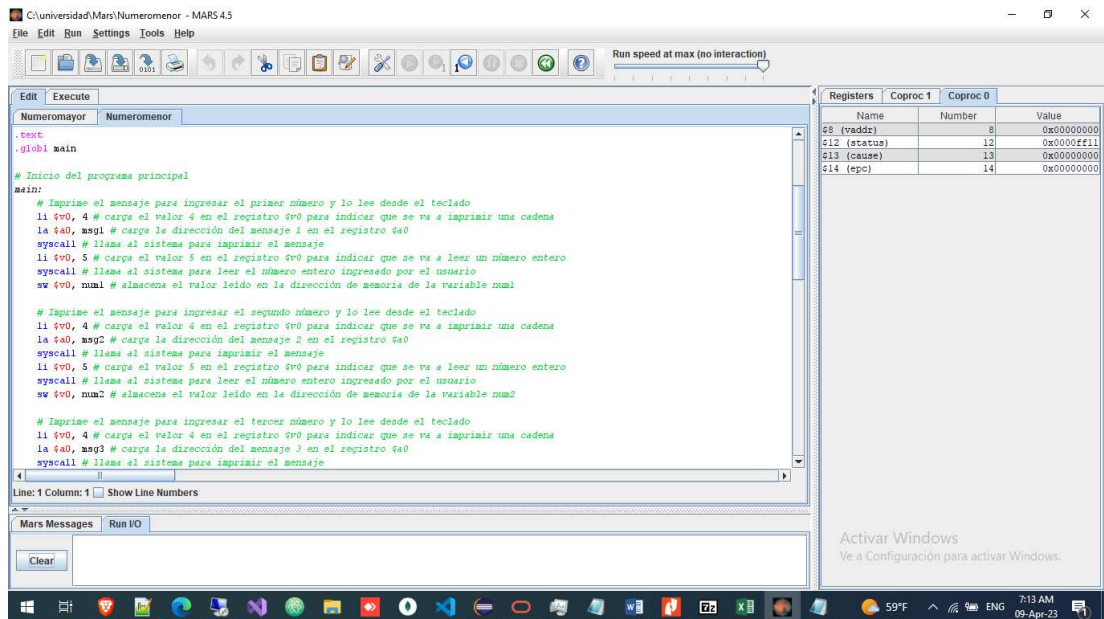 C:\universidad\Mars\Numeromenor - MARS 4.5
File Edit Run Settings Tools Help
Run speed at max (no interaction)
Edit Execute
Numeromayor Numeromenor
.text
.globl main
# Inicio del programa principal
main:
# Imprime el mensaje para ingresar el primer número y lo lee desde el teclado
li $v0, 4 # carga el valor 4 en el registro $v0 para indicar que se va a imprimir una cadena
la $a0, msg1 # carga la dirección del mensaje 1 en el registro $a0
syscall # llama al sistema para imprimir el mensaje
li $v0, 5 # carga el valor 5 en el registro $v0 para indicar que se va a leer un número entero
syscall # llama al sistema para leer el número entero ingresado por el usuario
sw $v0, num1 # almacena el valor leído en la dirección de memoria de la variable num1
# Imprime el mensaje para ingresar el segundo número y lo lee desde el teclado
li $v0, 4 # carga el valor 4 en el registro $v0 para indicar que se va a imprimir una cadena
la $a0, msg2 # carga la dirección del mensaje 2 en el registro $a0
syscall # llama al sistema para imprimir el mensaje
li $v0, 5 # carga el valor 5 en el registro $v0 para indicar que se va a leer un número entero
syscall # llama al sistema para leer el número entero ingresado por el usuario
sw $v0, num2 # almacena el valor leído en la dirección de memoria de la variable num2
# Imprime el mensaje para ingresar el tercer número y lo lee desde el teclado
li $v0, 4 # carga el valor 4 en el registro $v0 para indicar que se va a imprimir una cadena
la $a0, msg3 # carga la dirección del mensaje 3 en el registro $a0
syscall # llama al sistema para imprimir el mensaje
Line: 1 Column: 1 Show Line Numbers
Mars Messages Run I/O
Clear
Registers Coproc 1 Coproc 0
Name Number Value
$8 (vaddr) 8 0x00000000
$12 (status) 12 0x0000ff11
$13 (cause) 13 0x00000000
$14 (epc) 14 0x00000000
Activar Windows
Ve a Configuración para activar Windows.
59°F ENG 7:13 AM
09-Apr-23